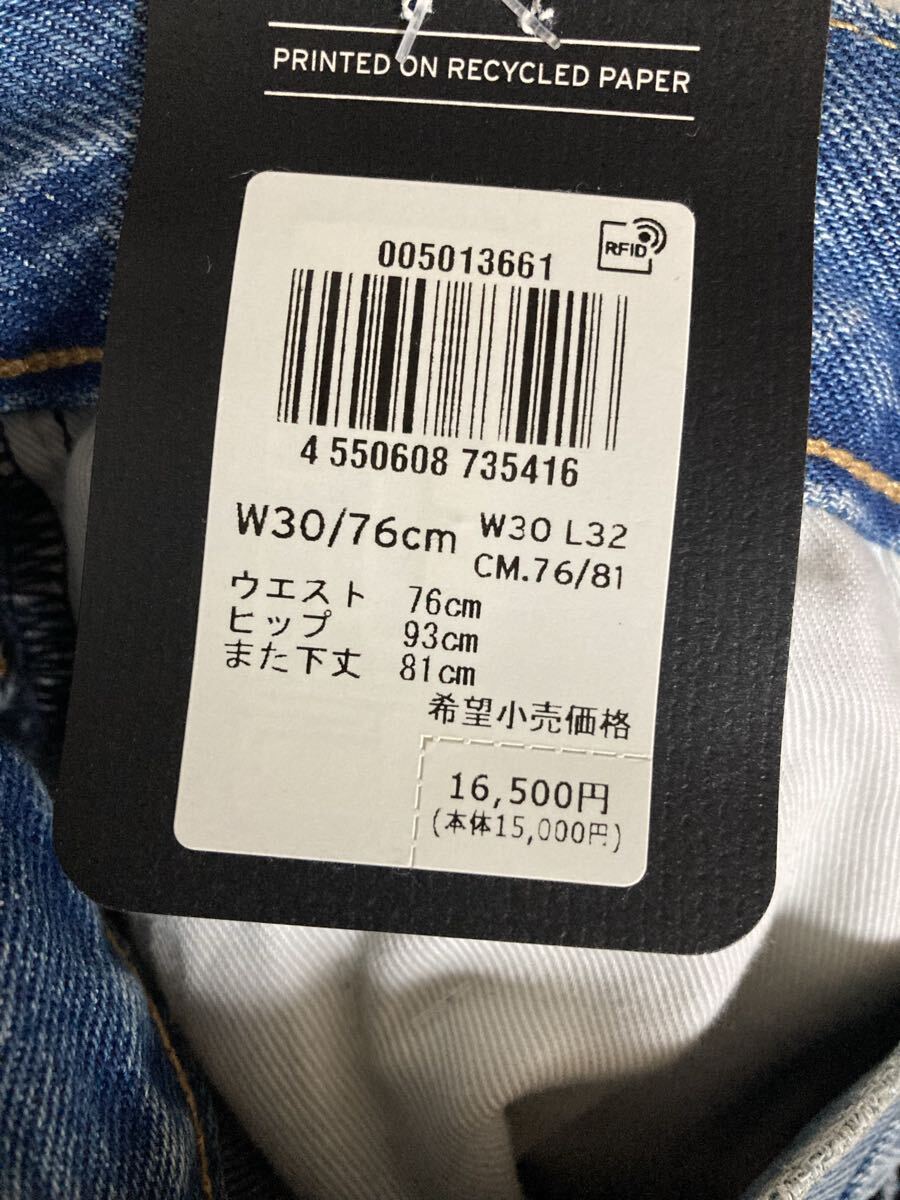 PRINTED ON RECYCLED PAPER
005013661
RFID
4 550608 735416
W30/76cm
W30 L32
CM.76/81
ウエスト 76cm
ヒップ 93cm
また下丈 81cm
希望小売価格
16,500円
(本体15,000円)